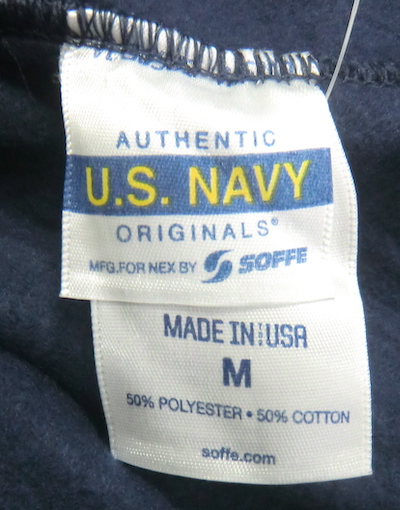 AUTHENTIC
U.S. NAVY
ORIGINALS®
MFG.FOR NEX BY SOFFE
MADE IN USA
M
50% POLYESTER • 50% COTTON
soffe.com